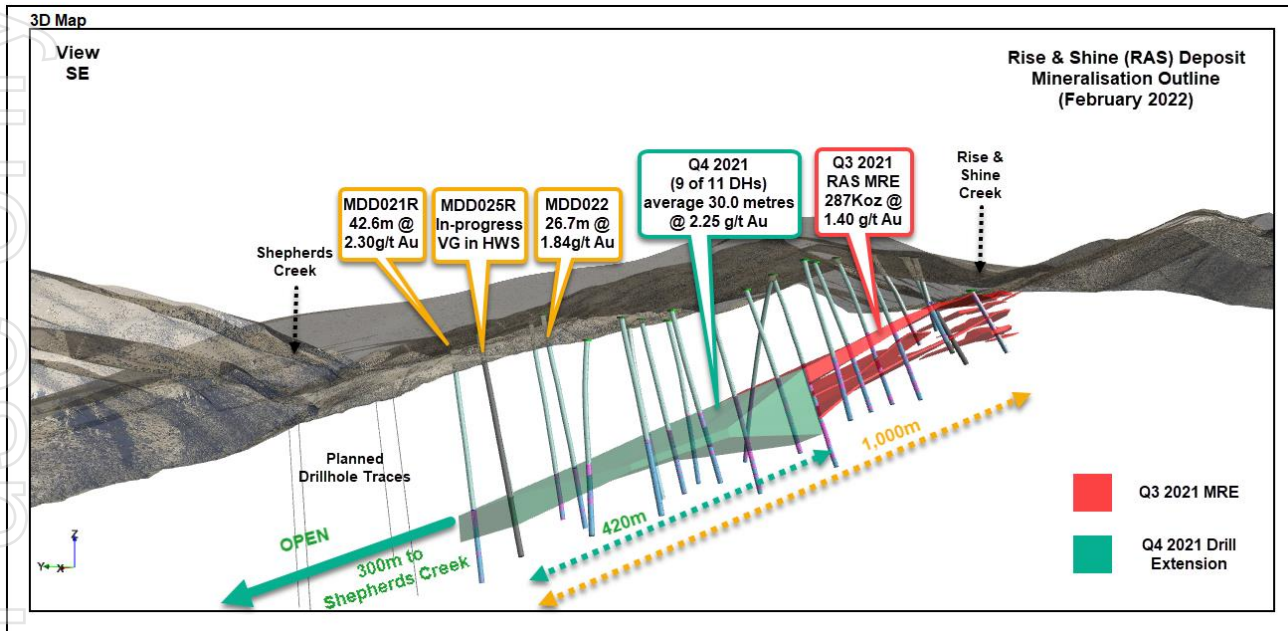 3D Map
View
SE
Rise & Shine (RAS) Deposit
Mineralisation Outline
(February 2022)
Shepherds
Creek
MDD021R
42.6m @
2.30g/t Au
MDD025R
In-progress
VG in HWS
MDD022
26.7m @
1.84g/t Au
Q4 2021
(9 of 11 DHs)
average 30.0 metres
@ 2.25 g/t Au
Q3 2021
RAS MRE
287Koz @
1.40 g/t Au
Rise &
Shine
Creek
Planned
Drillhole Traces
OPEN
300m to
Shepherds Creek
420m
1,000m
Q3 2021 MRE
Q4 2021 Drill
Extension
Z
Y
X